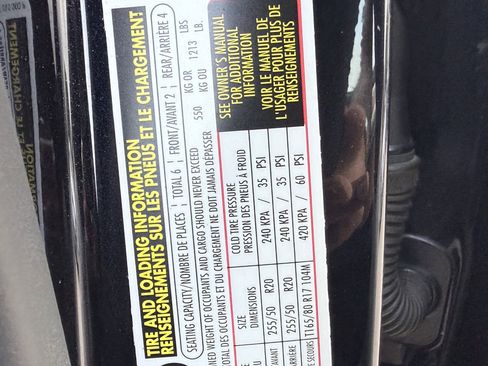 TIRE AND LOADING INFORMATION
RENSEIGNEMENTS SUR LES PNEUS ET LE CHARGEMENT
SEATING CAPACITY/NOMBRE DE PLACES TOTAL 6 FRONT/AVANT 2 REAR/ARRIÈRE 4
WEIGHT OF OCCUPANTS AND CARGO SHOULD NEVER EXCEED 550 KG OR 1213 LBS
TOTAL DES OCCUPANTS ET DU CHARGEMENT NE DOIT JAMAIS DÉPASSER KG OU LB.
SIZE COLD TIRE PRESSURE
DIMENSIONS PRESSION DES PNEUS À FROID
AVANT 255/50 R20 240 KPA / 35 PSI
ARRIÈRE 255/50 R20 240 KPA / 35 PSI
SECOURS T165/80 R17 104M 420 KPA / 60 PSI
SEE OWNER'S MANUAL
FOR ADDITIONAL
INFORMATION
VOIR LE MANUEL DE
L'USAGER POUR PLUS DE
RENSEIGNEMENTS